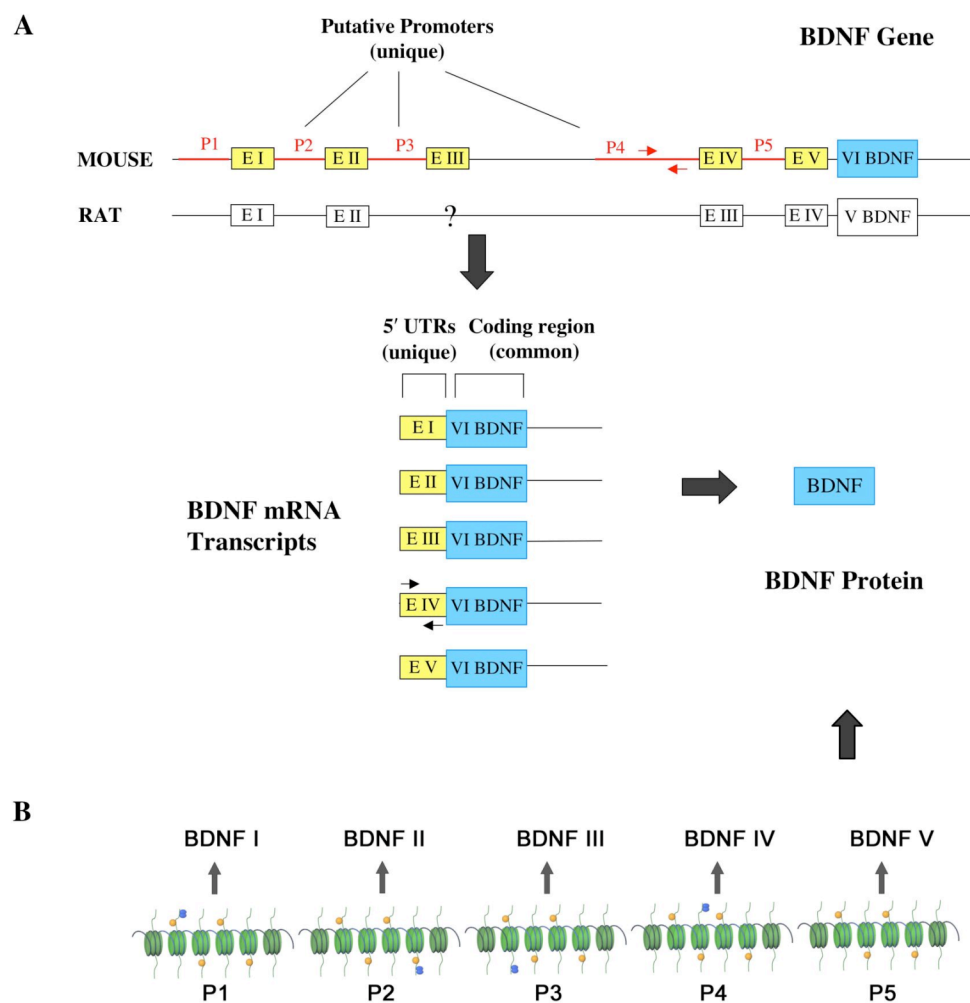 A
Putative Promoters
(unique)
BDNF Gene
P1 P2 P3 P4 P5
MOUSE E I E II E III E IV E V VI BDNF
RAT E I E II ? E III E IV V BDNF
5′ UTRs Coding region
(unique) (common)
E I VI BDNF
E II VI BDNF
BDNF
BDNF mRNA
Transcripts
E III VI BDNF
BDNF Protein
E IV VI BDNF
E V VI BDNF
B
BDNF I BDNF II BDNF III BDNF IV BDNF V
P1 P2 P3 P4 P5